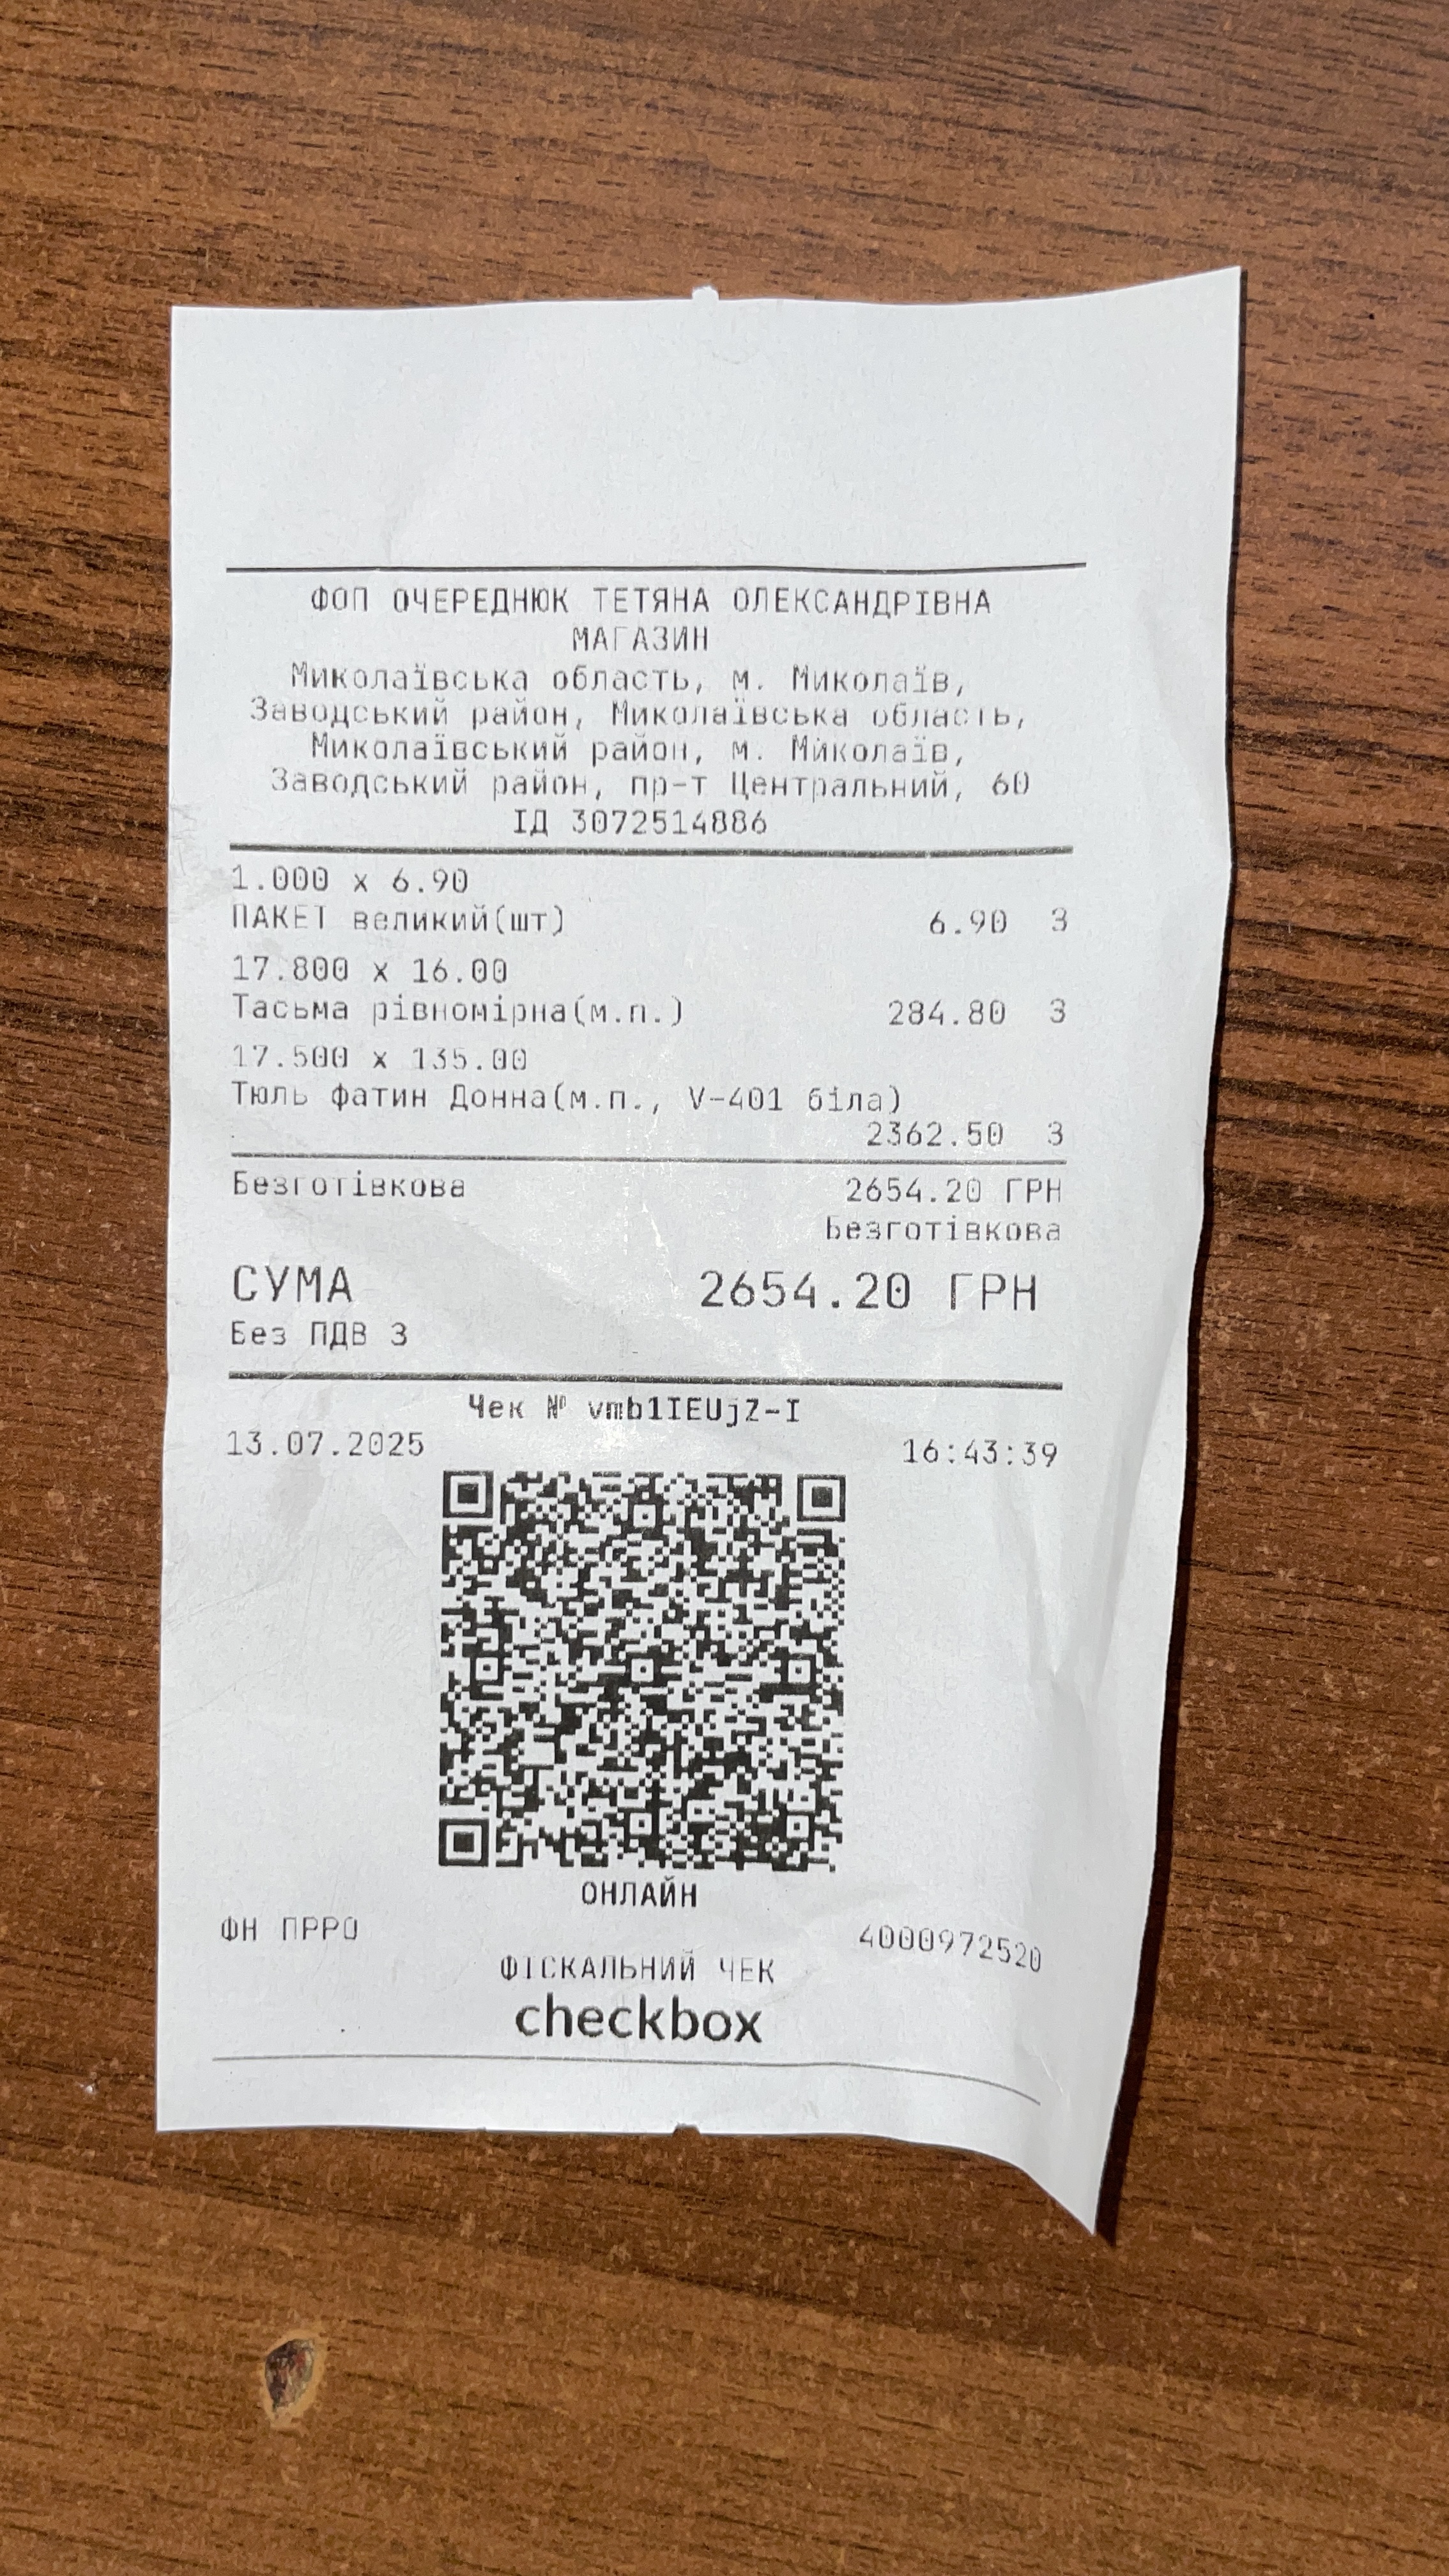 ФОП ОЧЕРЕДНЮК ТЕТЯНА ОЛЕКСАНДРІВНА
МАГАЗИН
Миколаївська область, м. Миколаїв,
Заводський район, Миколаївська область,
Миколаївський район, м. Миколаїв,
Заводський район, пр-т Центральний, 60
ІД 3072514886
1.000 x 6.90
ПАКЕТ великий(шт) 6.90 З
17.800 x 16.00
Тасьма рівномірна(м.п.) 284.80 З
17.500 x 135.00
Тюль фатин Донна(м.п., V-401 біла)
2362.50 З
Безготівкова 2654.20 ГРН
Безготівкова
СУМА 2654.20 ГРН
Без ПДВ З
Чек № vmb1IEUjZ-I
13.07.2025 16:43:39
ОНЛАЙН
ФН ПРРО 4000972520
ФІСКАЛЬНИЙ ЧЕК
checkbox